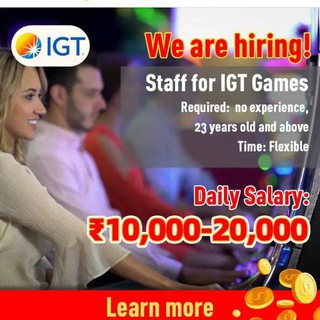 IGT
We are hiring!
Staff for IGT Games
Required: no experience,
23 years old and above
Time: Flexible
Daily Salary:
₹10,000-20,000
Learn more